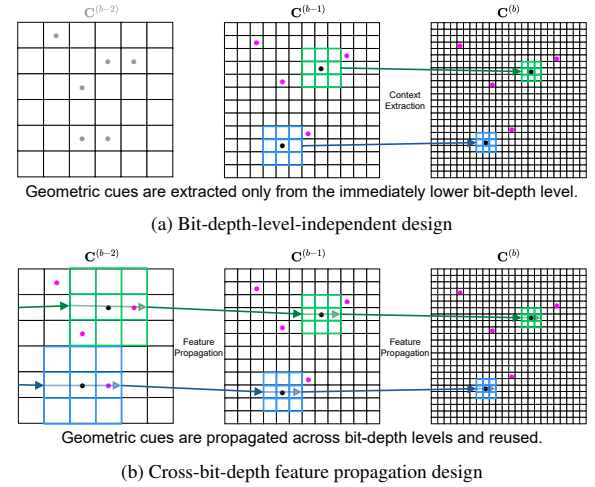 C^(b−2) C^(b−1) C^(b)
Context
Extraction
Geometric cues are extracted only from the immediately lower bit-depth level.
(a) Bit-depth-level-independent design
C^(b−2) C^(b−1) C^(b)
Feature Feature
Propagation Propagation
Geometric cues are propagated across bit-depth levels and reused.
(b) Cross-bit-depth feature propagation design